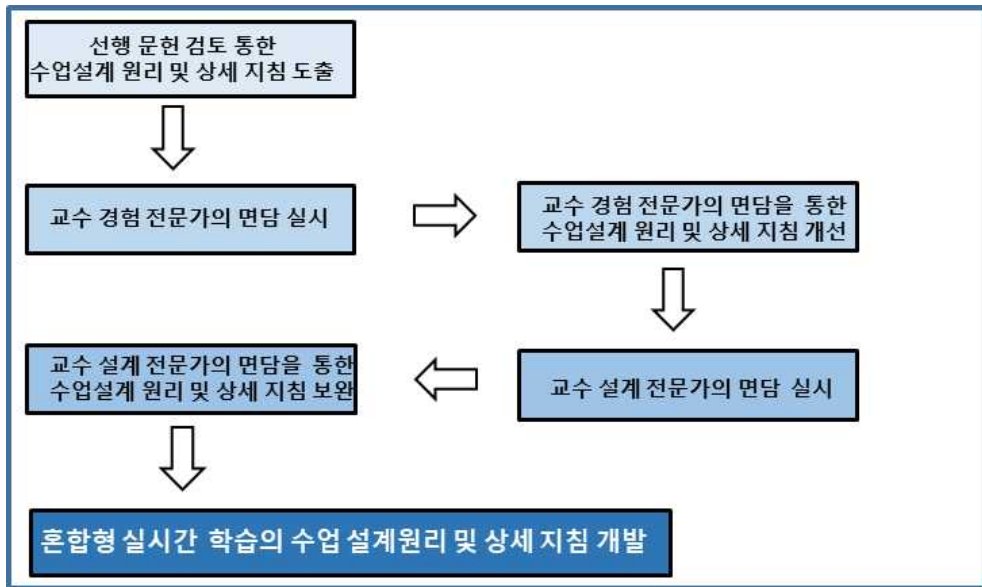 선행 문헌 검토 통한
수업설계 원리 및 상세 지침 도출
교수 경험 전문가의 면담 실시
교수 경험 전문가의 면담을 통한
수업설계 원리 및 상세 지침 개선
교수 설계 전문가의 면담 실시
교수 설계 전문가의 면담을 통한
수업설계 원리 및 상세 지침 보완
혼합형 실시간 학습의 수업 설계원리 및 상세 지침 개발